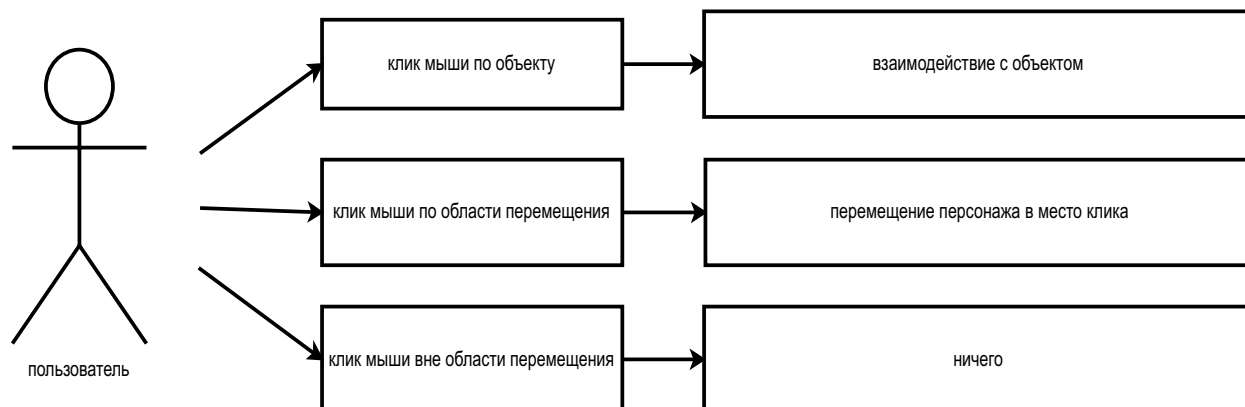 клик мыши по объекту
взаимодействие с объектом
клик мыши по области перемещения
перемещение персонажа в место клика
клик мыши вне области перемещения
ничего
пользователь